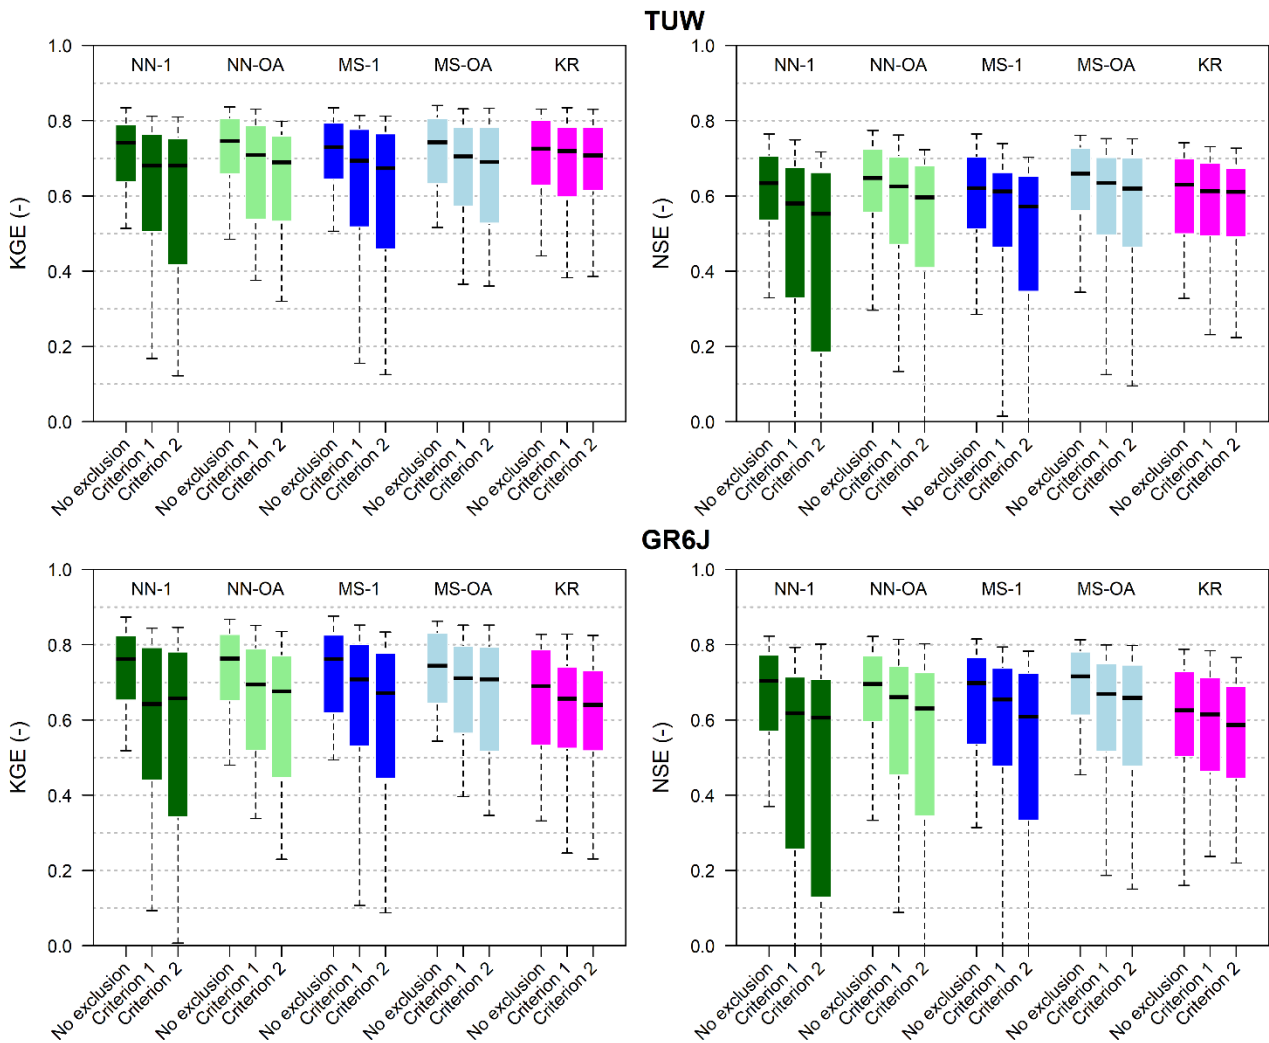 TUW
NN-1 NN-OA MS-1 MS-OA KR
1.0
0.8
0.6
0.4
0.2
0.0
KGE (-)
No exclusion Criterion 1 Criterion 2 No exclusion Criterion 1 Criterion 2 No exclusion Criterion 1 Criterion 2 No exclusion Criterion 1 Criterion 2 No exclusion Criterion 1 Criterion 2
NN-1 NN-OA MS-1 MS-OA KR
1.0
0.8
0.6
0.4
0.2
0.0
NSE (-)
No exclusion Criterion 1 Criterion 2 No exclusion Criterion 1 Criterion 2 No exclusion Criterion 1 Criterion 2 No exclusion Criterion 1 Criterion 2 No exclusion Criterion 1 Criterion 2
GR6J
NN-1 NN-OA MS-1 MS-OA KR
1.0
0.8
0.6
0.4
0.2
0.0
KGE (-)
No exclusion Criterion 1 Criterion 2 No exclusion Criterion 1 Criterion 2 No exclusion Criterion 1 Criterion 2 No exclusion Criterion 1 Criterion 2 No exclusion Criterion 1 Criterion 2
NN-1 NN-OA MS-1 MS-OA KR
1.0
0.8
0.6
0.4
0.2
0.0
NSE (-)
No exclusion Criterion 1 Criterion 2 No exclusion Criterion 1 Criterion 2 No exclusion Criterion 1 Criterion 2 No exclusion Criterion 1 Criterion 2 No exclusion Criterion 1 Criterion 2